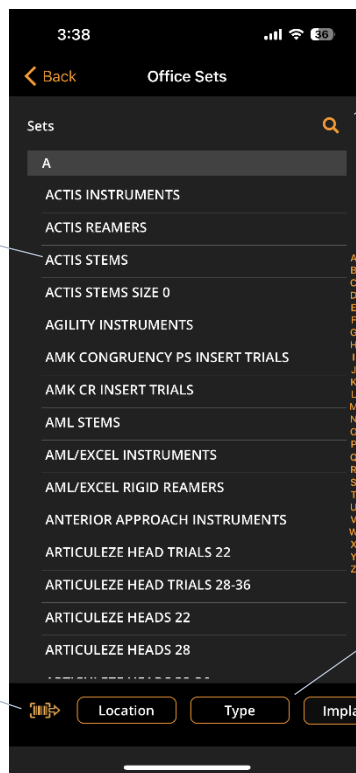 3:38
36
Back
Office Sets
Sets
A
ACTIS INSTRUMENTS
ACTIS REAMERS
ACTIS STEMS
ACTIS STEMS SIZE 0
AGILITY INSTRUMENTS
AMK CONGRUENCY PS INSERT TRIALS
AMK CR INSERT TRIALS
AML STEMS
AML/EXCEL INSTRUMENTS
AML/EXCEL RIGID REAMERS
ANTERIOR APPROACH INSTRUMENTS
ARTICULEZE HEAD TRIALS 22
ARTICULEZE HEAD TRIALS 28-36
ARTICULEZE HEADS 22
ARTICULEZE HEADS 28
A
B
C
D
E
F
G
H
I
J
K
L
M
N
O
P
Q
R
S
T
U
V
W
X
Y
Z
Location
Type
Impla